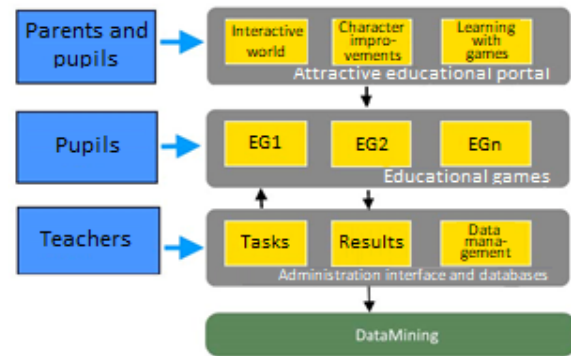 Parents and
pupils
Interactive
world
Character
impro-
vements
Learning
with
games
Attractive educational portal
Pupils
EG1
EG2
EGn
Educational games
Teachers
Tasks
Results
Data
mana-
gement
Administration interface and databases
DataMining